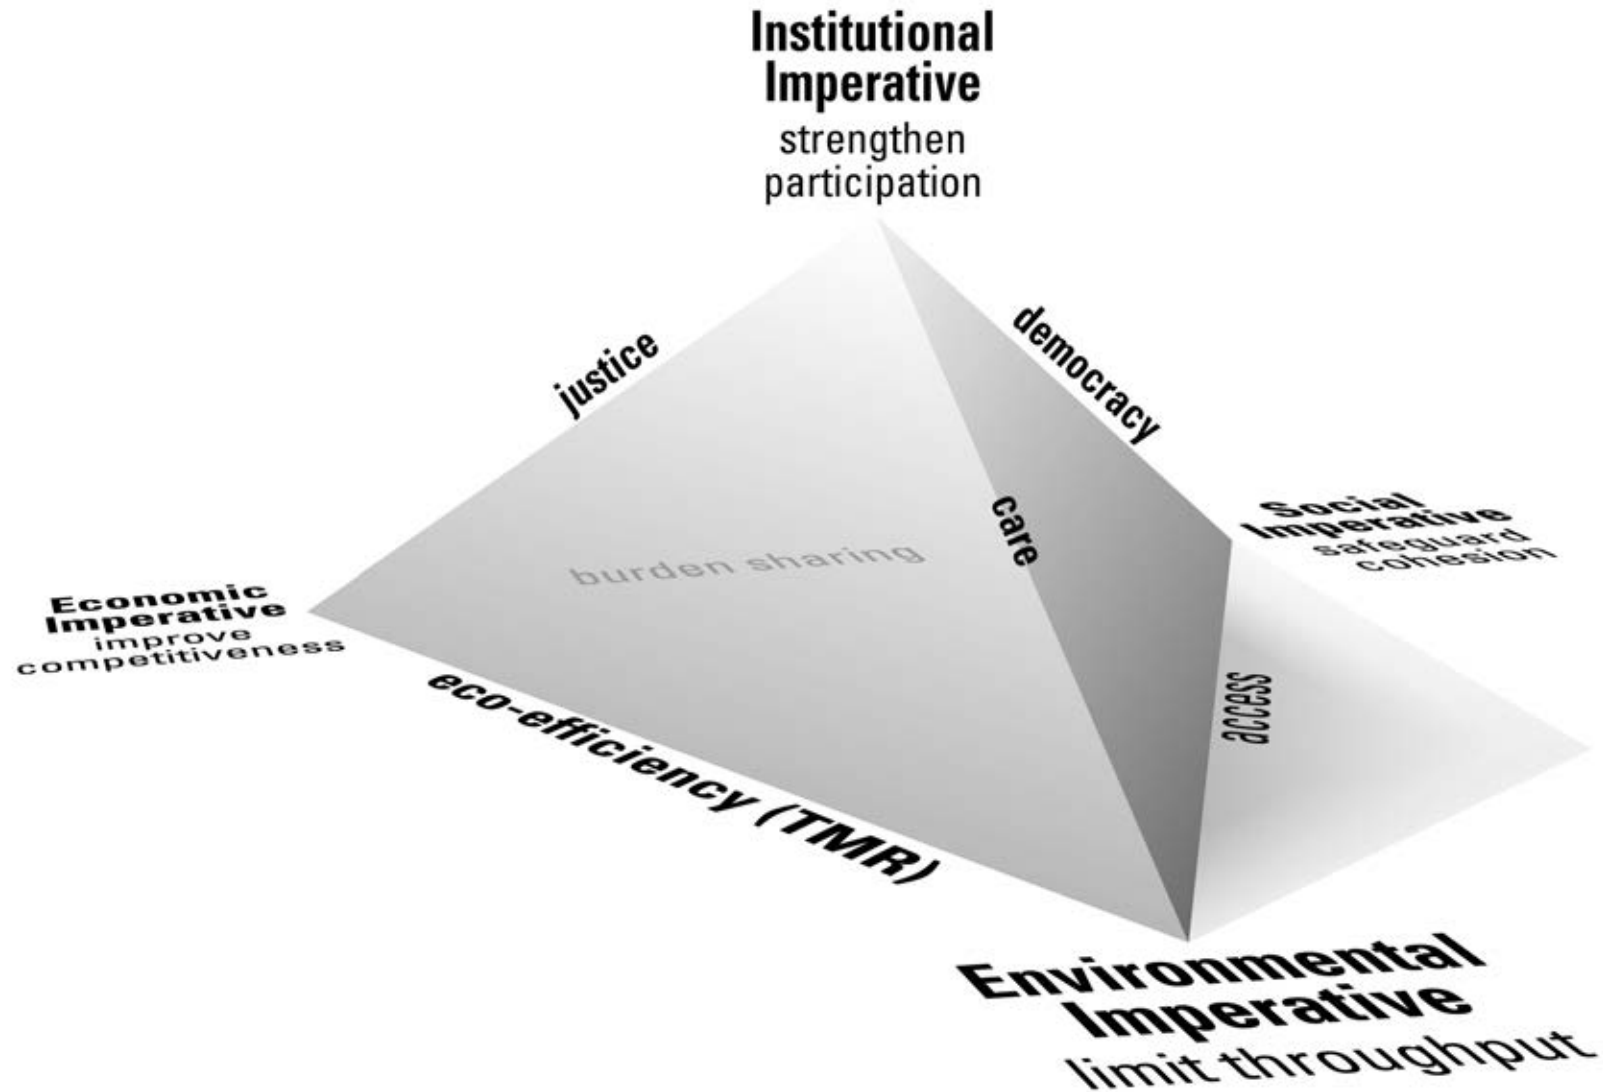 Institutional
Imperative
strengthen
participation
justice
democracy
care
burden sharing
Social
Imperative
safeguard
cohesion
Economic
Imperative
improve
competitiveness
eco-efficiency (TMR)
access
Environmental
Imperative
limit throughput